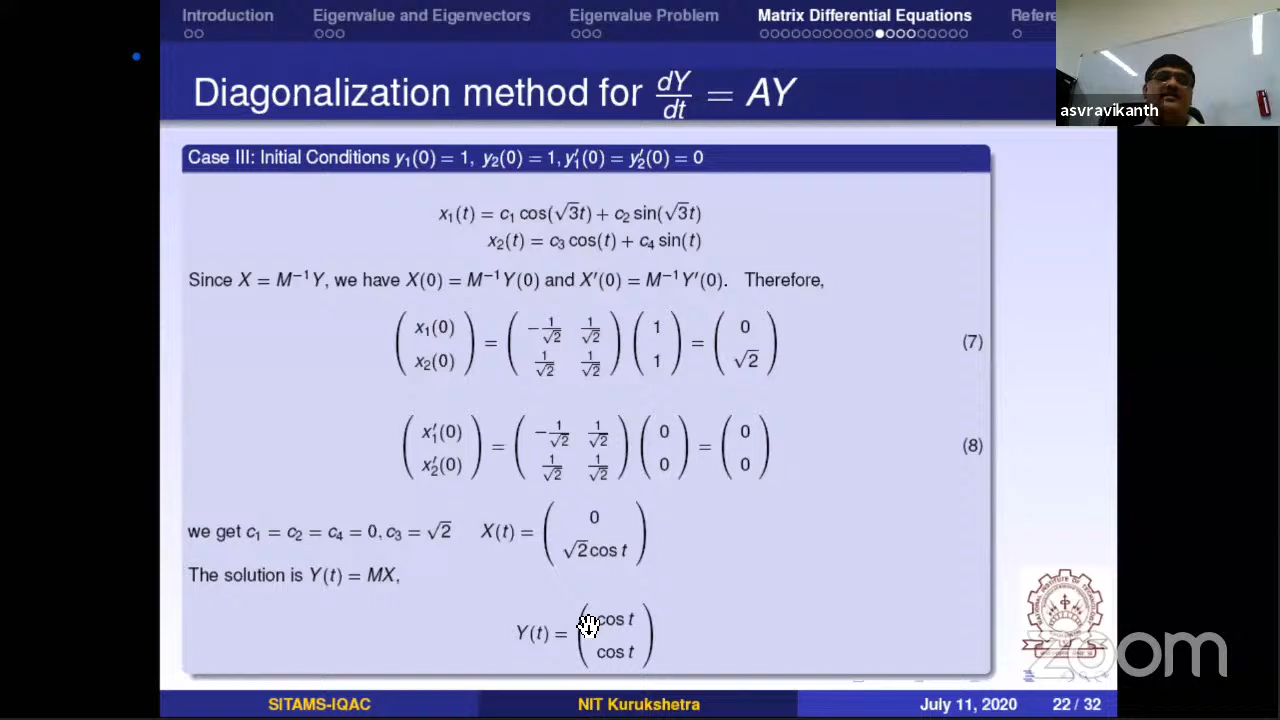 Introduction Eigenvalue and Eigenvectors Eigenvalue Problem Matrix Differential Equations Refere
asvravikanth
Diagonalization method for dY/dt = AY
Case III: Initial Conditions y₁(0) = 1, y₂(0) = 1, y₁′(0) = y₂′(0) = 0
x₁(t) = c₁ cos(√3t) + c₂ sin(√3t)
x₂(t) = c₃ cos(t) + c₄ sin(t)
Since X = M⁻¹Y, we have X(0) = M⁻¹Y(0) and X′(0) = M⁻¹Y′(0). Therefore,
( x₁(0) x₂(0) ) = ( −1/√2 1/√2 1/√2 1/√2 ) ( 1 1 ) = ( 0 √2 ) (7)
( x₁′(0) x₂′(0) ) = ( −1/√2 1/√2 1/√2 1/√2 ) ( 0 0 ) = ( 0 0 ) (8)
we get c₁ = c₂ = c₄ = 0, c₃ = √2 X(t) = ( 0 √2 cos t )
The solution is Y(t) = MX,
Y(t) = ( cos t cos t )
zoom
SITAMS-IQAC NIT Kurukshetra July 11, 2020 22 / 32